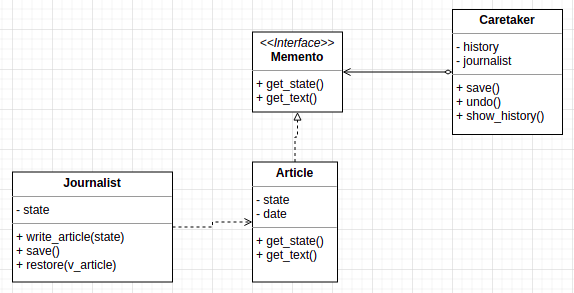 Caretaker
- history
- journalist
+ save()
+ undo()
+ show_history()
<<Interface>>
Memento
+ get_state()
+ get_text()
Article
- state
- date
+ get_state()
+ get_text()
Journalist
- state
+ write_article(state)
+ save()
+ restore(v_article)